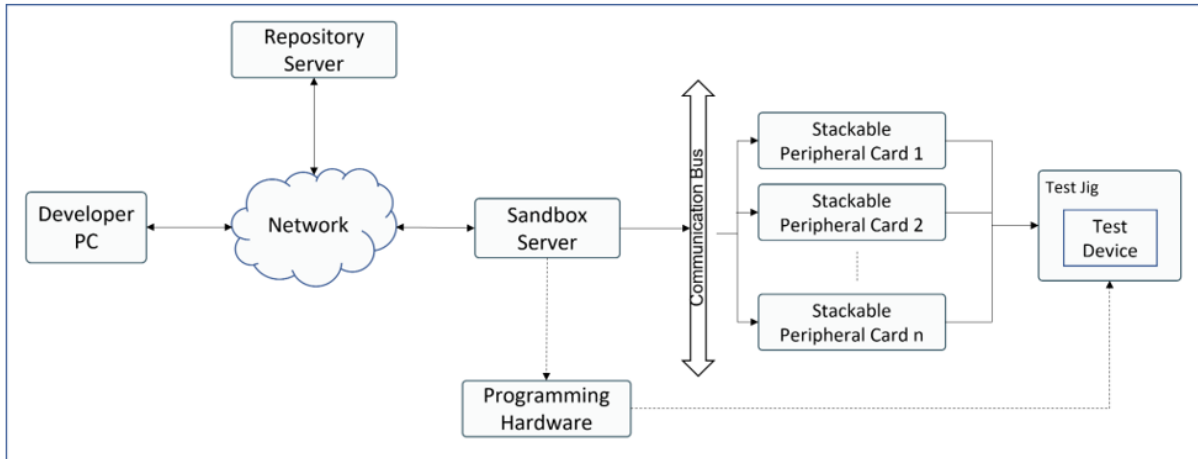 Repository
Server
Developer
PC
Network
Sandbox
Server
Communication Bus
Stackable
Peripheral Card 1
Stackable
Peripheral Card 2
Stackable
Peripheral Card n
Test Jig
Test
Device
Programming
Hardware